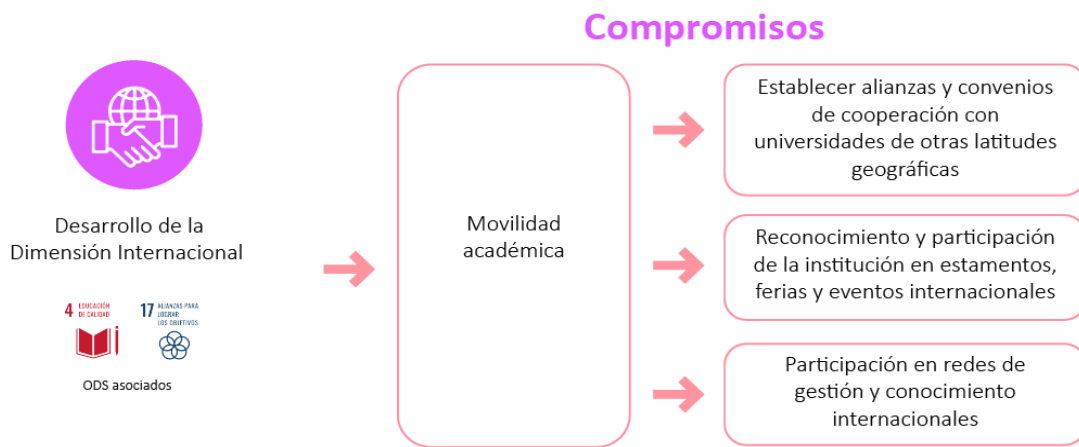 Compromisos
Desarrollo de la
Dimensión Internacional
4 EDUCACIÓN
DE CALIDAD
17 ALIANZAS PARA
LOGRAR
LOS OBJETIVOS
ODS asociados
Movilidad
académica
Establecer alianzas y convenios
de cooperación con
universidades de otras latitudes
geográficas
Reconocimiento y participación
de la institución en estamentos,
ferias y eventos internacionales
Participación en redes de
gestión y conocimiento
internacionales